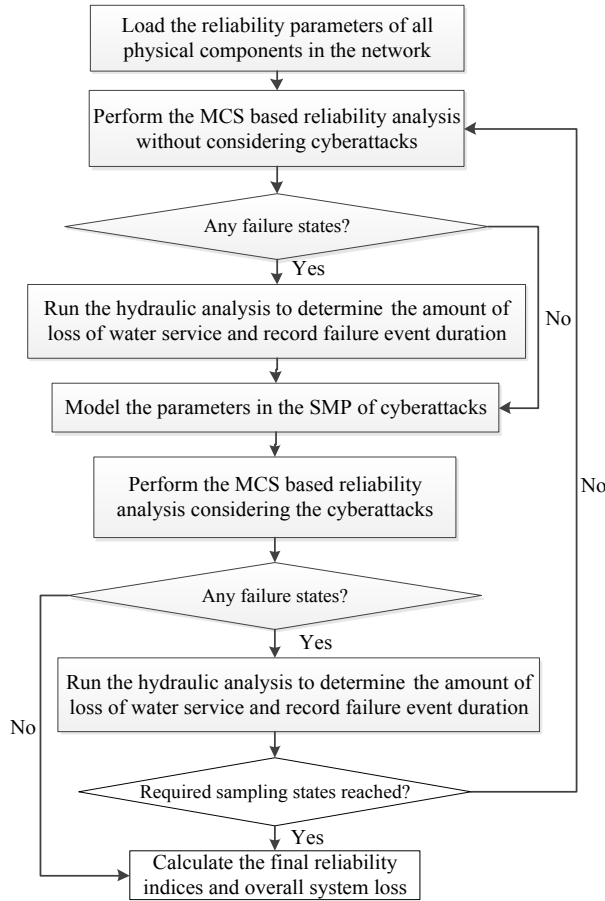 Load the reliability parameters of all
physical components in the network
Perform the MCS based reliability analysis
without considering cyberattacks
Any failure states?
Yes
No
Run the hydraulic analysis to determine the amount of
loss of water service and record failure event duration
Model the parameters in the SMP of cyberattacks
Perform the MCS based reliability
analysis considering the cyberattacks
No
Any failure states?
Yes
Run the hydraulic analysis to determine the amount of
loss of water service and record failure event duration
No
Required sampling states reached?
Yes
Calculate the final reliability
indices and overall system loss